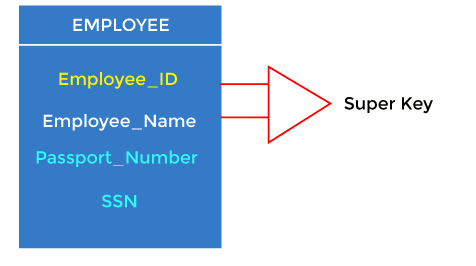 EMPLOYEE
Employee_ID
Employee_Name
Super Key
Passport_Number
SSN